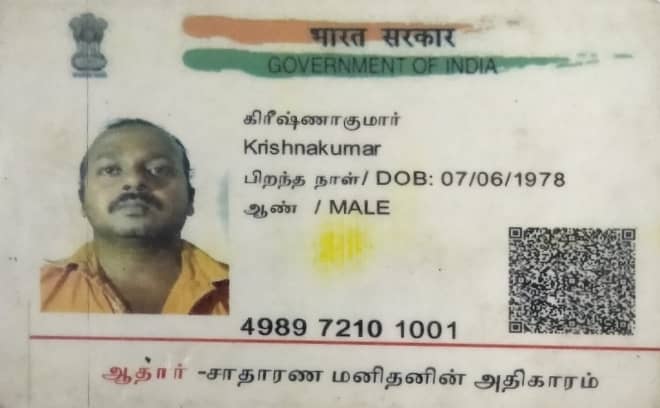 भारत सरकार
GOVERNMENT OF INDIA
கிரீஷ்ணாகுமார்
Krishnakumar
பிறந்த நாள்/ DOB: 07/06/1978
ஆண் / MALE
4989 7210 1001
ஆதார் -சாதாரண மனிதனின் அதிகாரம்